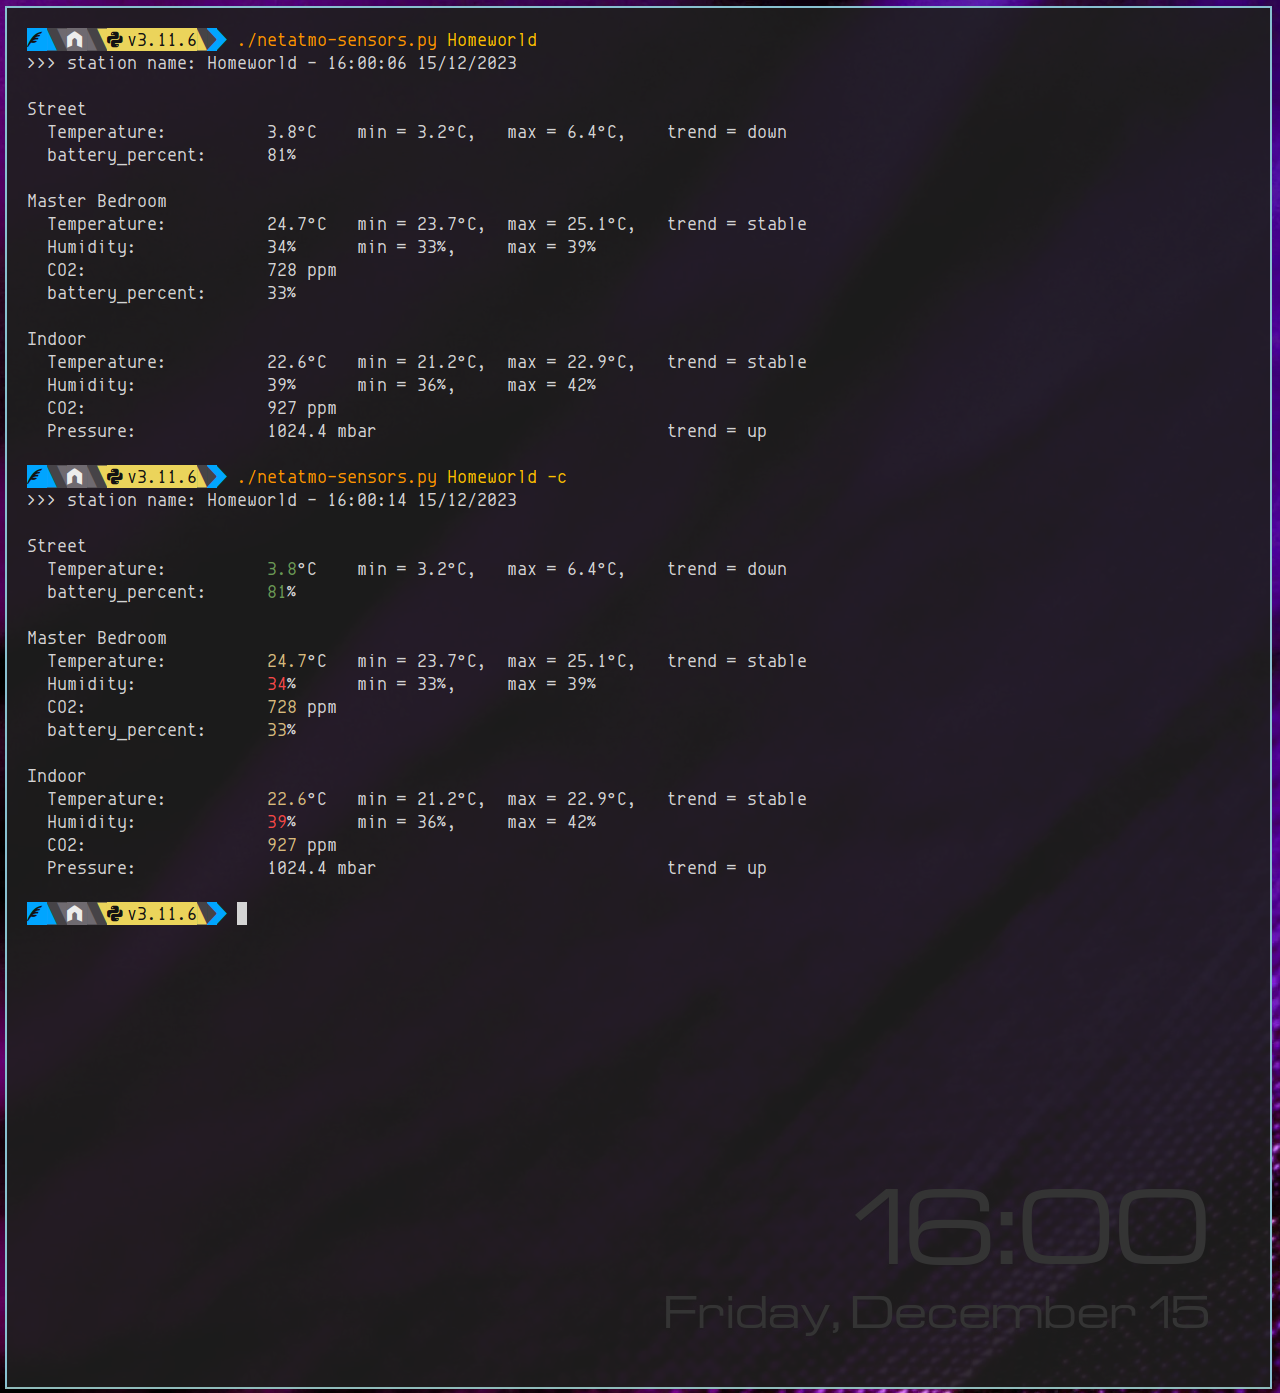 v3.11.6 ./netatmo-sensors.py Homeworld
>>> station name: Homeworld - 16:00:06 15/12/2023
Street
Temperature: 3.8°C min = 3.2°C, max = 6.4°C, trend = down
battery_percent: 81%
Master Bedroom
Temperature: 24.7°C min = 23.7°C, max = 25.1°C, trend = stable
Humidity: 34% min = 33%, max = 39%
CO2: 728 ppm
battery_percent: 33%
Indoor
Temperature: 22.6°C min = 21.2°C, max = 22.9°C, trend = stable
Humidity: 39% min = 36%, max = 42%
CO2: 927 ppm
Pressure: 1024.4 mbar trend = up
v3.11.6 ./netatmo-sensors.py Homeworld -c
>>> station name: Homeworld - 16:00:14 15/12/2023
Street
Temperature: 3.8°C min = 3.2°C, max = 6.4°C, trend = down
battery_percent: 81%
Master Bedroom
Temperature: 24.7°C min = 23.7°C, max = 25.1°C, trend = stable
Humidity: 34% min = 33%, max = 39%
CO2: 728 ppm
battery_percent: 33%
Indoor
Temperature: 22.6°C min = 21.2°C, max = 22.9°C, trend = stable
Humidity: 39% min = 36%, max = 42%
CO2: 927 ppm
Pressure: 1024.4 mbar trend = up
v3.11.6
16:00
Friday, December 15